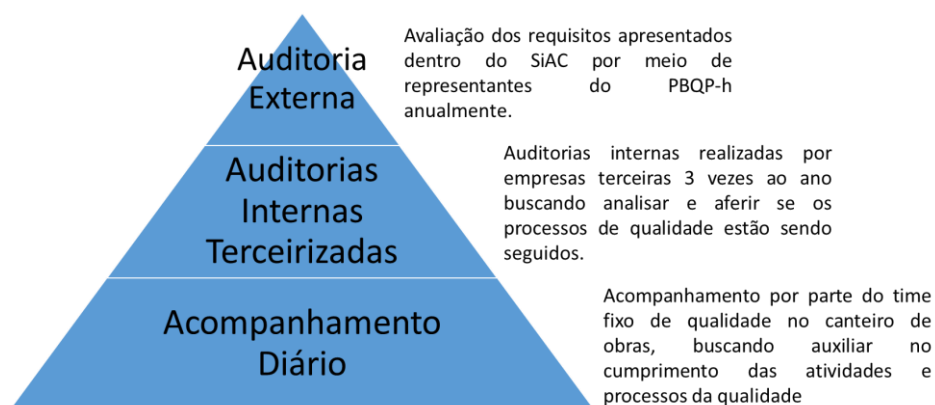 Auditoria
Externa
Avaliação dos requisitos apresentados
dentro do SiAC por meio de
representantes do PBQP-h
anualmente.
Auditorias
Internas
Terceirizadas
Auditorias internas realizadas por
empresas terceiras 3 vezes ao ano
buscando analisar e aferir se os
processos de qualidade estão sendo
seguidos.
Acompanhamento
Diário
Acompanhamento por parte do time
fixo de qualidade no canteiro de
obras, buscando auxiliar no
cumprimento das atividades e
processos da qualidade